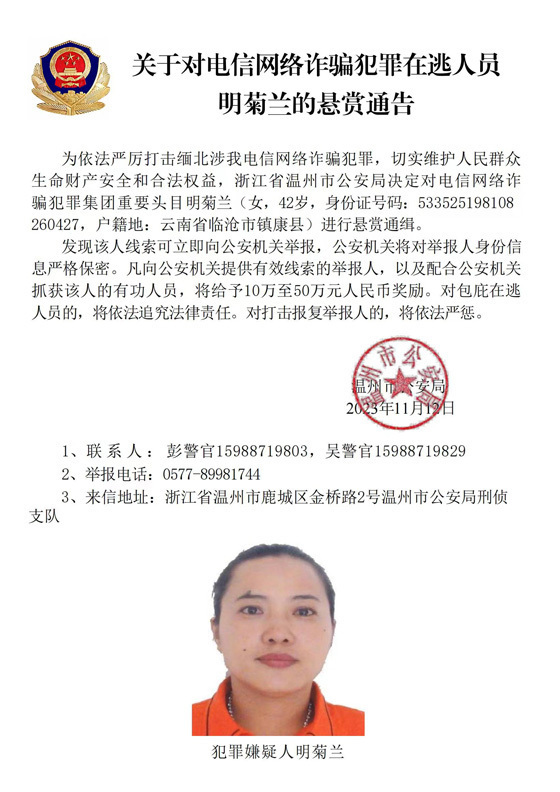 关于对电信网络诈骗犯罪在逃人员
明菊兰的悬赏通告
为依法严厉打击缅北涉我电信网络诈骗犯罪，切实维护人民群众
生命财产安全和合法权益，浙江省温州市公安局决定对电信网络诈
骗犯罪集团重要头目明菊兰（女，42岁，身份证号码：533525198108
260427，户籍地：云南省临沧市镇康县）进行悬赏通缉。
发现该人线索可立即向公安机关举报，公安机关将对举报人身份信
息严格保密。凡向公安机关提供有效线索的举报人，以及配合公安机关
抓获该人的有功人员，将给予10万至50万元人民币奖励。对包庇在逃
人员的，将依法追究法律责任。对打击报复举报人的，将依法严惩。
温州市公安局
温州市公安局
2023年11月12日
1、联系人：彭警官15988719803，吴警官15988719829
2、举报电话：0577-89981744
3、来信地址：浙江省温州市鹿城区金桥路2号温州市公安局刑侦
支队
犯罪嫌疑人明菊兰